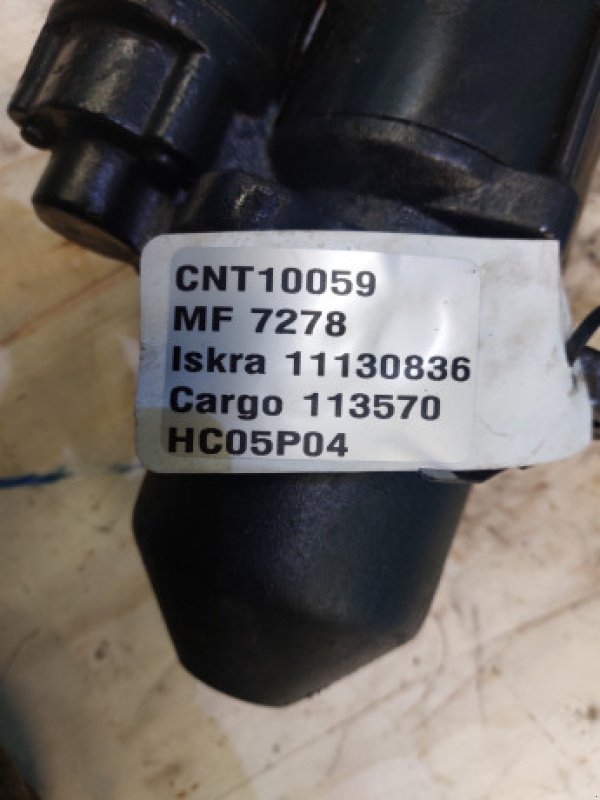 CNT10059
MF 7278
Iskra 11130836
Cargo 113570
HC05P04